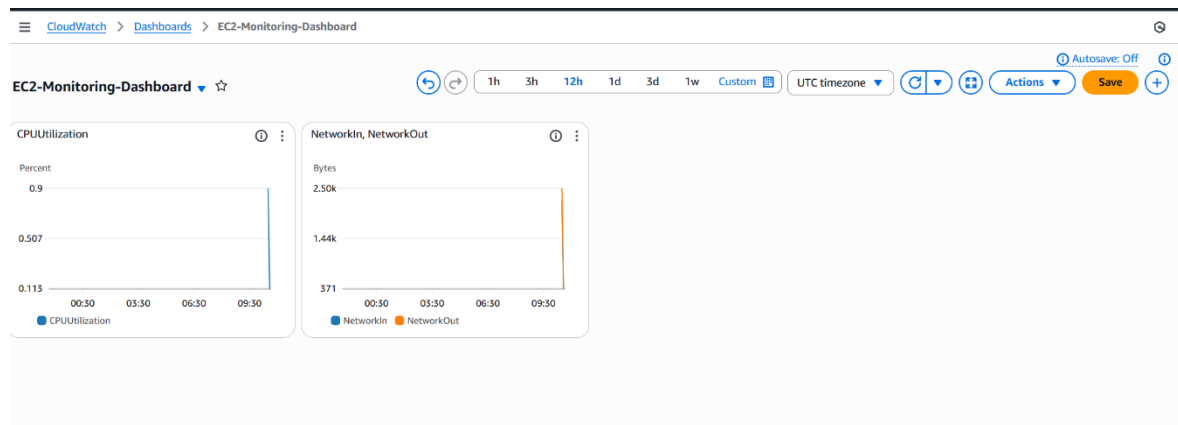 CloudWatch > Dashboards > EC2-Monitoring-Dashboard
Autosave: Off
EC2-Monitoring-Dashboard
1h 3h 12h 1d 3d 1w Custom UTC timezone Actions Save
CPUUtilization
Percent
0.9
0.507
0.113
00:30 03:30 06:30 09:30
CPUUtilization
NetworkIn, NetworkOut
Bytes
2.50k
1.44k
371
00:30 03:30 06:30 09:30
NetworkIn NetworkOut